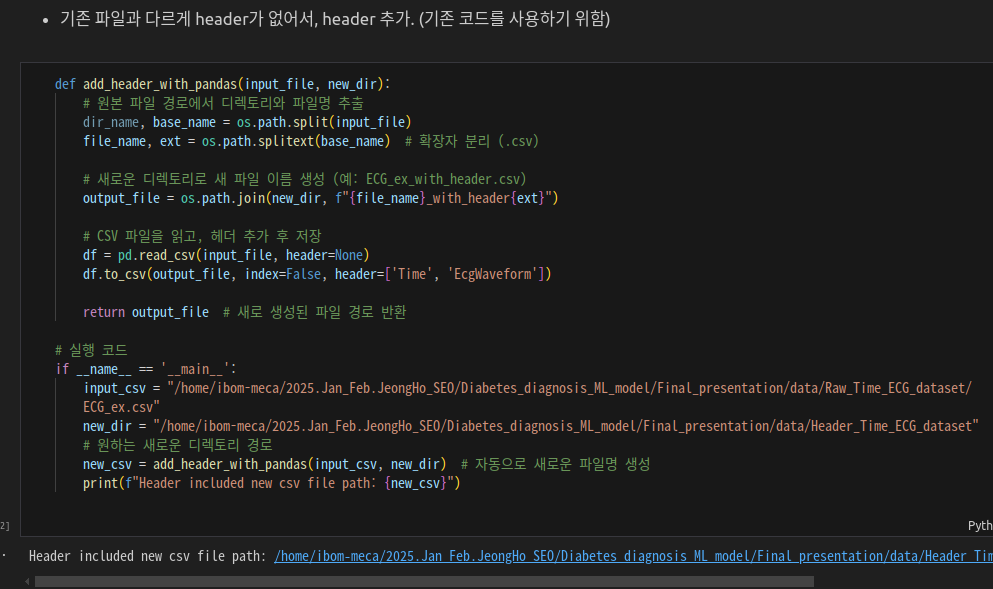 기존 파일과 다르게 header가 없어서, header 추가. (기존 코드를 사용하기 위함)
def add_header_with_pandas(input_file, new_dir):
# 원본 파일 경로에서 디렉토리와 파일명 추출
dir_name, base_name = os.path.split(input_file)
file_name, ext = os.path.splitext(base_name)  # 확장자 분리 (.csv)
# 새로운 디렉토리로 새 파일 이름 생성 (예: ECG_ex_with_header.csv)
output_file = os.path.join(new_dir, f"{file_name}_with_header{ext}")
# CSV 파일을 읽고, 헤더 추가 후 저장
df = pd.read_csv(input_file, header=None)
df.to_csv(output_file, index=False, header=['Time', 'EcgWaveform'])
return output_file  # 새로 생성된 파일 경로 반환
# 실행 코드
if __name__ == '__main__':
input_csv = "/home/ibom-meca/2025.Jan_Feb.JeongHo_SEO/Diabetes_diagnosis_ML_model/Final_presentation/data/Raw_Time_ECG_dataset/
ECG_ex.csv"
new_dir = "/home/ibom-meca/2025.Jan_Feb.JeongHo_SEO/Diabetes_diagnosis_ML_model/Final_presentation/data/Header_Time_ECG_dataset"
# 원하는 새로운 디렉토리 경로
new_csv = add_header_with_pandas(input_csv, new_dir)  # 자동으로 새로운 파일명 생성
print(f"Header included new csv file path: {new_csv}")
2]
Pyth
Header included new csv file path: /home/ibom-meca/2025.Jan_Feb.JeongHo_SEO/Diabetes_diagnosis_ML_model/Final_presentation/data/Header_Tim